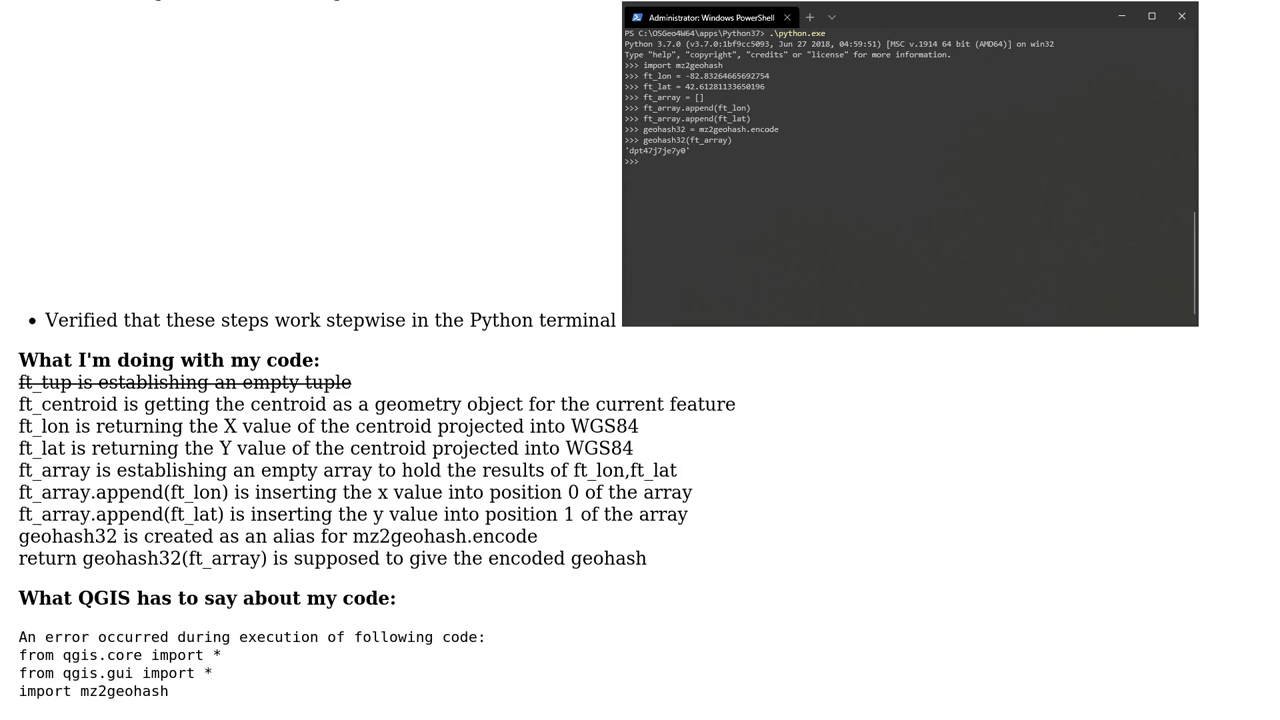 Administrator: Windows PowerShell
PS C:\OSGeo4W64\apps\Python37> .\python.exe
Python 3.7.0 (v3.7.0:1bf9cc5093, Jun 27 2018, 04:59:51) [MSC v.1914 64 bit (AMD64)] on win32
Type "help", "copyright", "credits" or "license" for more information.
>>> import mz2geohash
>>> ft_lon = -82.83264665692754
>>> ft_lat = 42.61281133650196
>>> ft_array = []
>>> ft_array.append(ft_lon)
>>> ft_array.append(ft_lat)
>>> geohash32 = mz2geohash.encode
>>> geohash32(ft_array)
'dpt47j7je7y0'
>>>
• Verified that these steps work stepwise in the Python terminal
What I'm doing with my code:
ft_tup is establishing an empty tuple
ft_centroid is getting the centroid as a geometry object for the current feature
ft_lon is returning the X value of the centroid projected into WGS84
ft_lat is returning the Y value of the centroid projected into WGS84
ft_array is establishing an empty array to hold the results of ft_lon,ft_lat
ft_array.append(ft_lon) is inserting the x value into position 0 of the array
ft_array.append(ft_lat) is inserting the y value into position 1 of the array
geohash32 is created as an alias for mz2geohash.encode
return geohash32(ft_array) is supposed to give the encoded geohash
What QGIS has to say about my code:
An error occurred during execution of following code:
from qgis.core import *
from qgis.gui import *
import mz2geohash